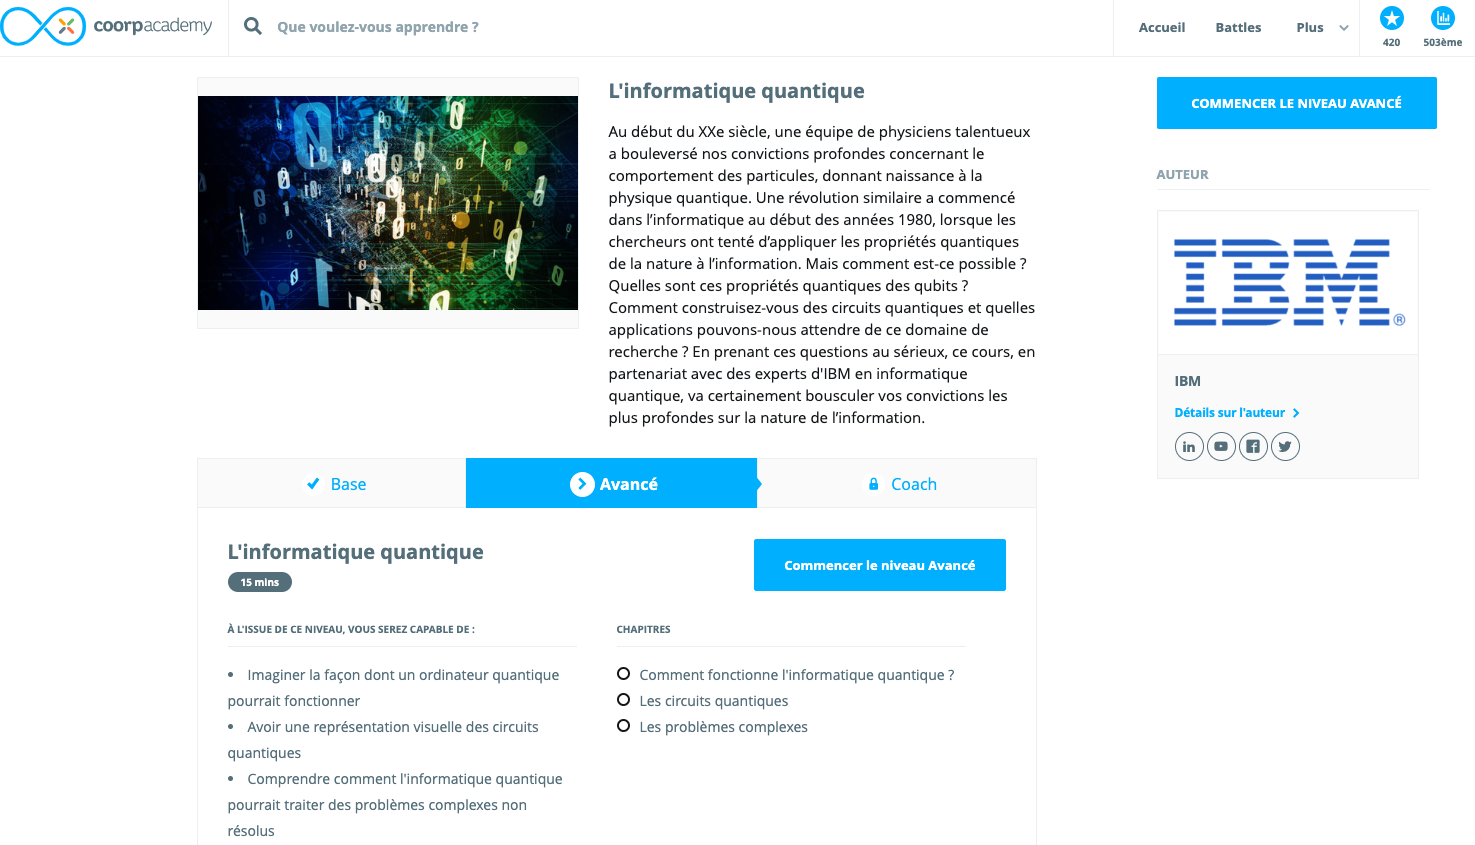 coorpacademy
Que voulez-vous apprendre ?
Accueil
Battles
Plus
420
503ème
L'informatique quantique
Au début du XXe siècle, une équipe de physiciens talentueux
a bouleversé nos convictions profondes concernant le
comportement des particules, donnant naissance à la
physique quantique. Une révolution similaire a commencé
dans l’informatique au début des années 1980, lorsque les
chercheurs ont tenté d’appliquer les propriétés quantiques
de la nature à l’information. Mais comment est-ce possible ?
Quelles sont ces propriétés quantiques des qubits ?
Comment construisez-vous des circuits quantiques et quelles
applications pouvons-nous attendre de ce domaine de
recherche ? En prenant ces questions au sérieux, ce cours, en
partenariat avec des experts d'IBM en informatique
quantique, va certainement bousculer vos convictions les
plus profondes sur la nature de l’information.
COMMENCER LE NIVEAU AVANCÉ
AUTEUR
IBM®
IBM
Détails sur l'auteur
Base
Avancé
Coach
L'informatique quantique
15 mins
Commencer le niveau Avancé
À L'ISSUE DE CE NIVEAU, VOUS SEREZ CAPABLE DE :
• Imaginer la façon dont un ordinateur quantique
pourrait fonctionner
• Avoir une représentation visuelle des circuits
quantiques
• Comprendre comment l'informatique quantique
pourrait traiter des problèmes complexes non
résolus
CHAPITRES
Comment fonctionne l'informatique quantique ?
Les circuits quantiques
Les problèmes complexes